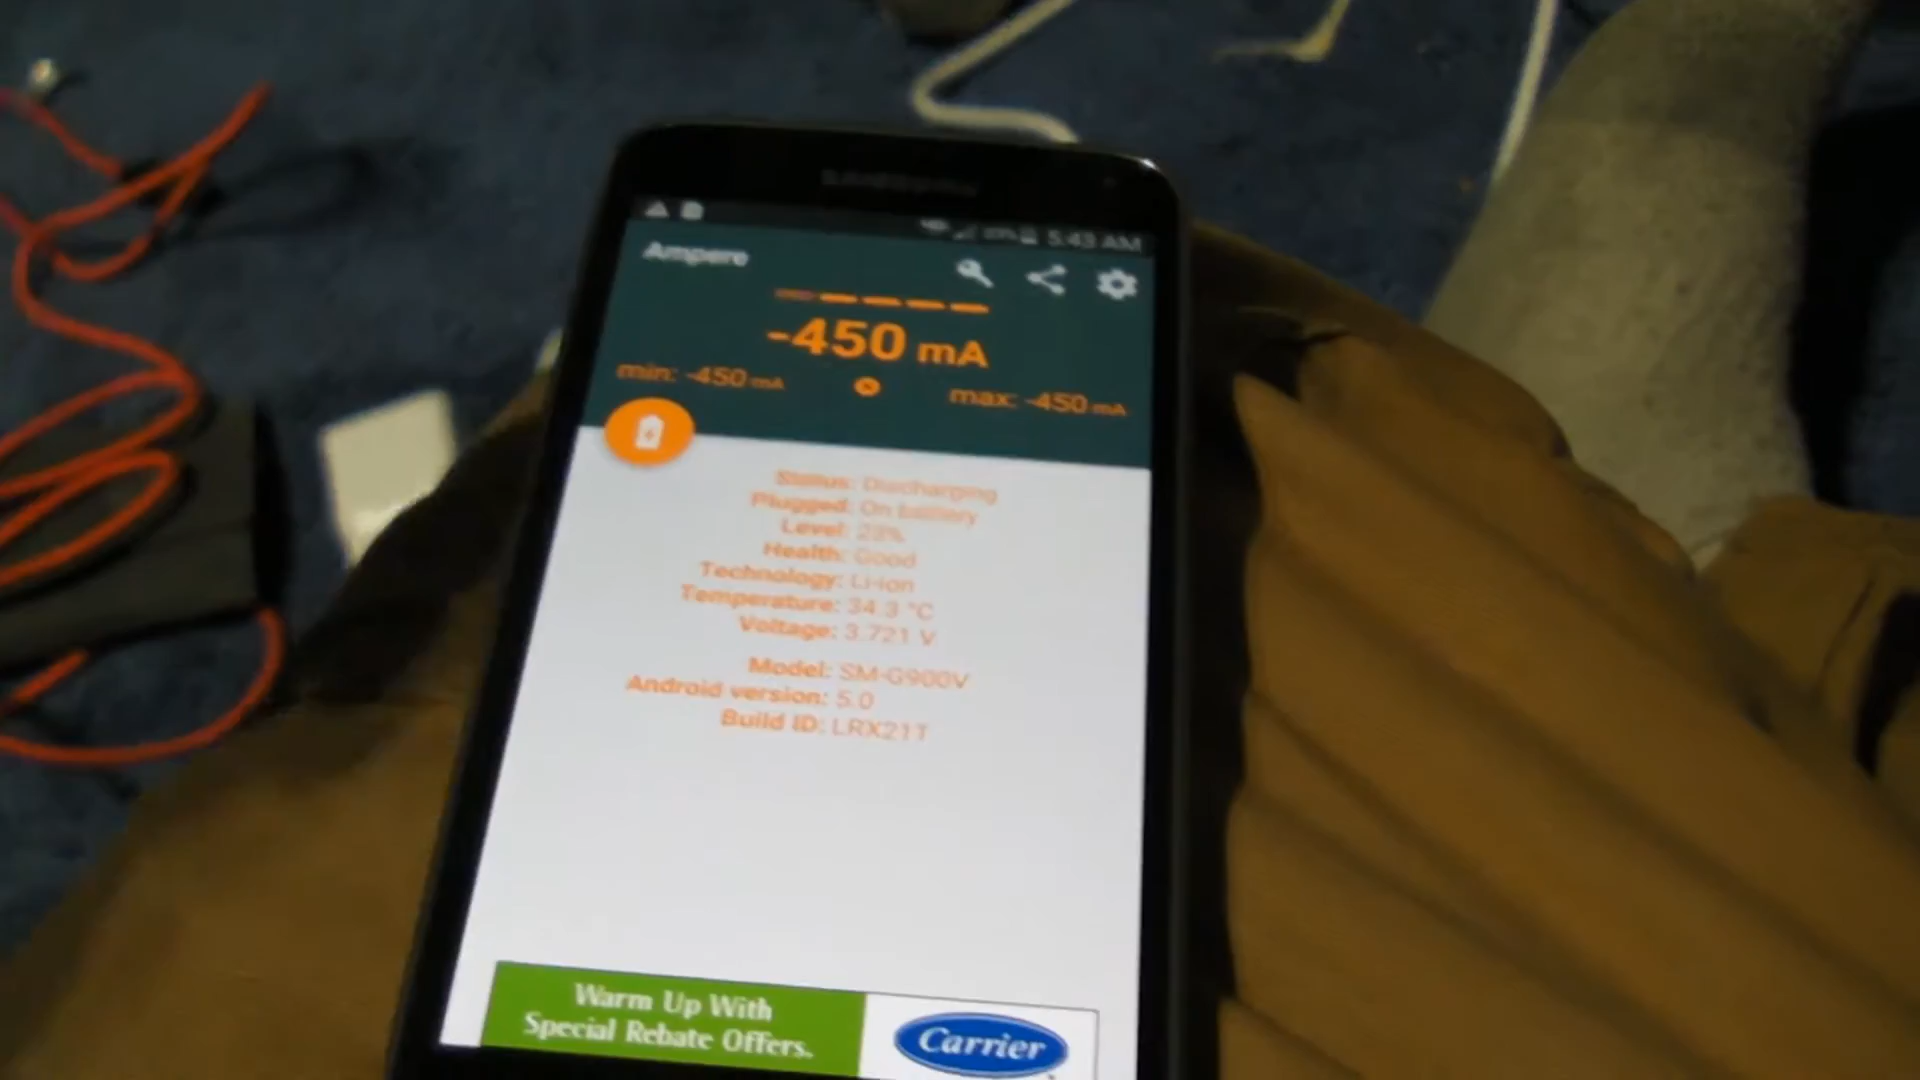 SAMSUNG
5:43 AM
Ampere
-450 mA
min: -450 mA
max: -450 mA
Status: Discharging
Plugged: On battery
Level: 23%
Health: Good
Technology: Li-ion
Temperature: 34.3 °C
Voltage: 3.721 V
Model: SM-G900V
Android version: 5.0
Build ID: LRX21T
Warm Up With
Special Rebate Offers.
Carrier